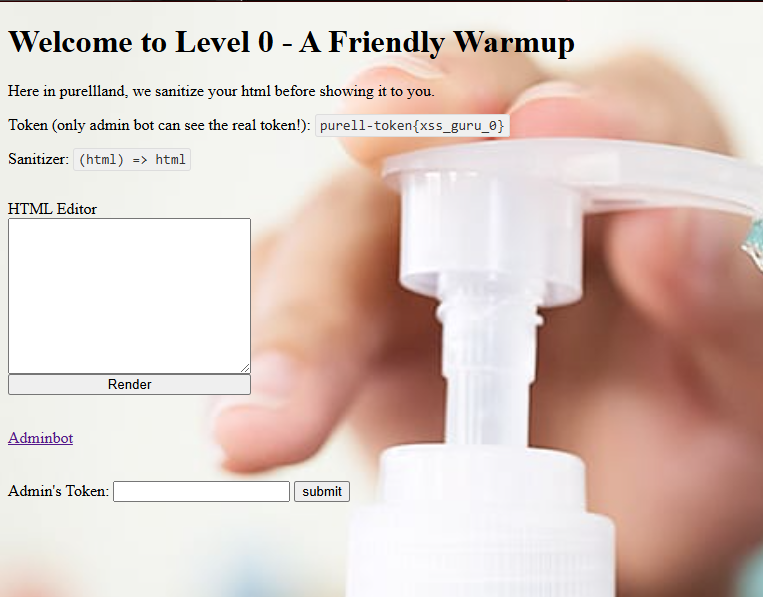 Welcome to Level 0 - A Friendly Warmup
Here in purellland, we sanitize your html before showing it to you.
Token (only admin bot can see the real token!): purell-token{xss_guru_0}
Sanitizer: (html) => html
HTML Editor
Render
Adminbot
Admin's Token: submit